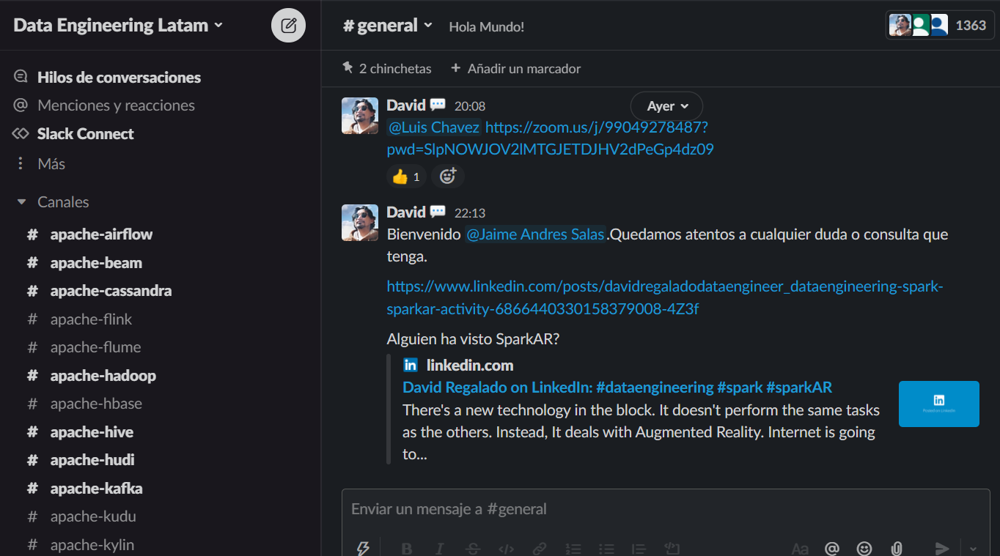 Data Engineering Latam
Hilos de conversaciones
Menciones y reacciones
Slack Connect
Más
Canales
# apache-airflow
# apache-beam
# apache-cassandra
# apache-flink
# apache-flume
# apache-hadoop
# apache-hbase
# apache-hive
# apache-hudi
# apache-kafka
# apache-kudu
# apache-kylin
# general
Hola Mundo!
1363
2 chinchetas
+ Añadir un marcador
Ayer
David 20:08
@Luis Chavez https://zoom.us/j/99049278487?
pwd=SlpNOWJOV2lMTGJETDJHV2dPeGp4dz09
1
David 22:13
Bienvenido @Jaime Andres Salas .Quedamos atentos a cualquier duda o consulta que
tenga.
https://www.linkedin.com/posts/davidregaladodataengineer_dataengineering-spark-
sparkar-activity-6866440330158379008-4Z3f
Alguien ha visto SparkAR?
in linkedin.com
David Regalado on LinkedIn: #dataengineering #spark #sparkAR
There's a new technology in the block. It doesn't perform the same tasks
as the others. Instead, It deals with Augmented Reality. Internet is going
to...
in
Posted on LinkedIn
Enviar un mensaje a #general
B I S </> Aa @